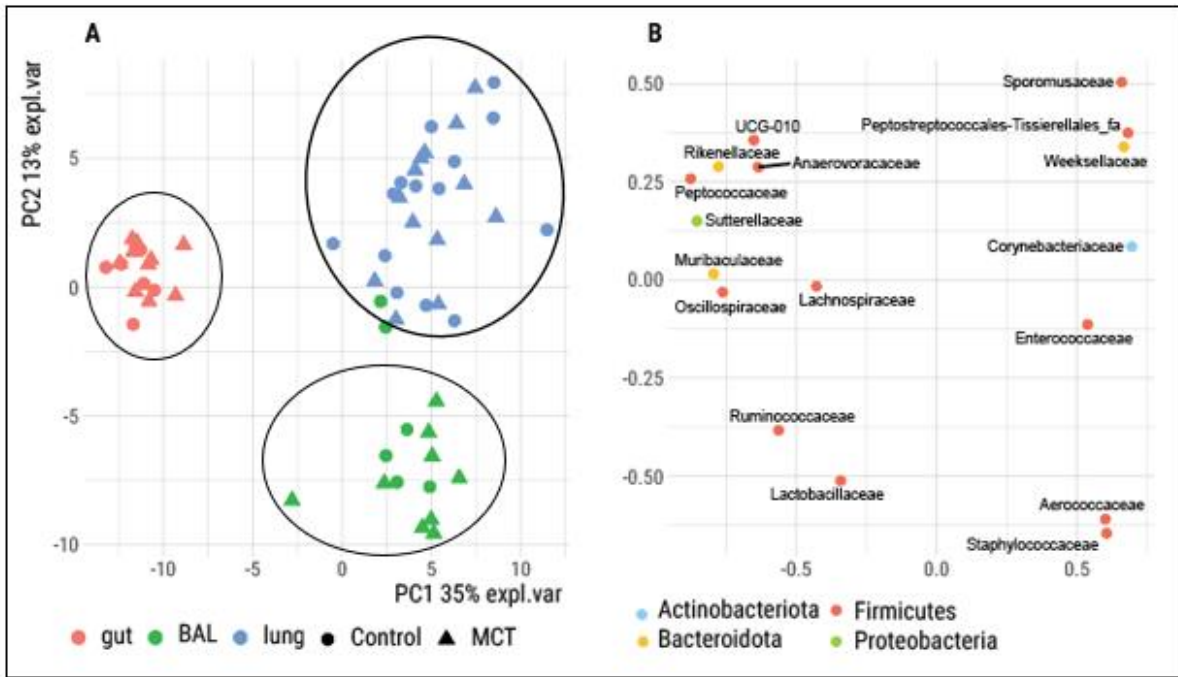 A
PC2 13% expl.var
5
0
-5
-10
-10
-5
0
5
10
PC1 35% expl.var
gut BAL lung Control MCT
B
0.50
0.25
0.00
-0.25
-0.50
Sporomusaceae
UCG-010
Peptostreptococcales-Tissierellales_fa
Rikenellaceae
Anaerovoracaceae
Weeksellaceae
Peptococcaceae
Sutterellaceae
Corynebacteriaceae
Muribaculaceae
Oscillospiraceae
Lachnospiraceae
Enterococcaceae
Ruminococcaceae
Lactobacillaceae
Aerococcaceae
Staphylococcaceae
-0.5
0.0
0.5
Actinobacteriota Firmicutes
Bacteroidota Proteobacteria